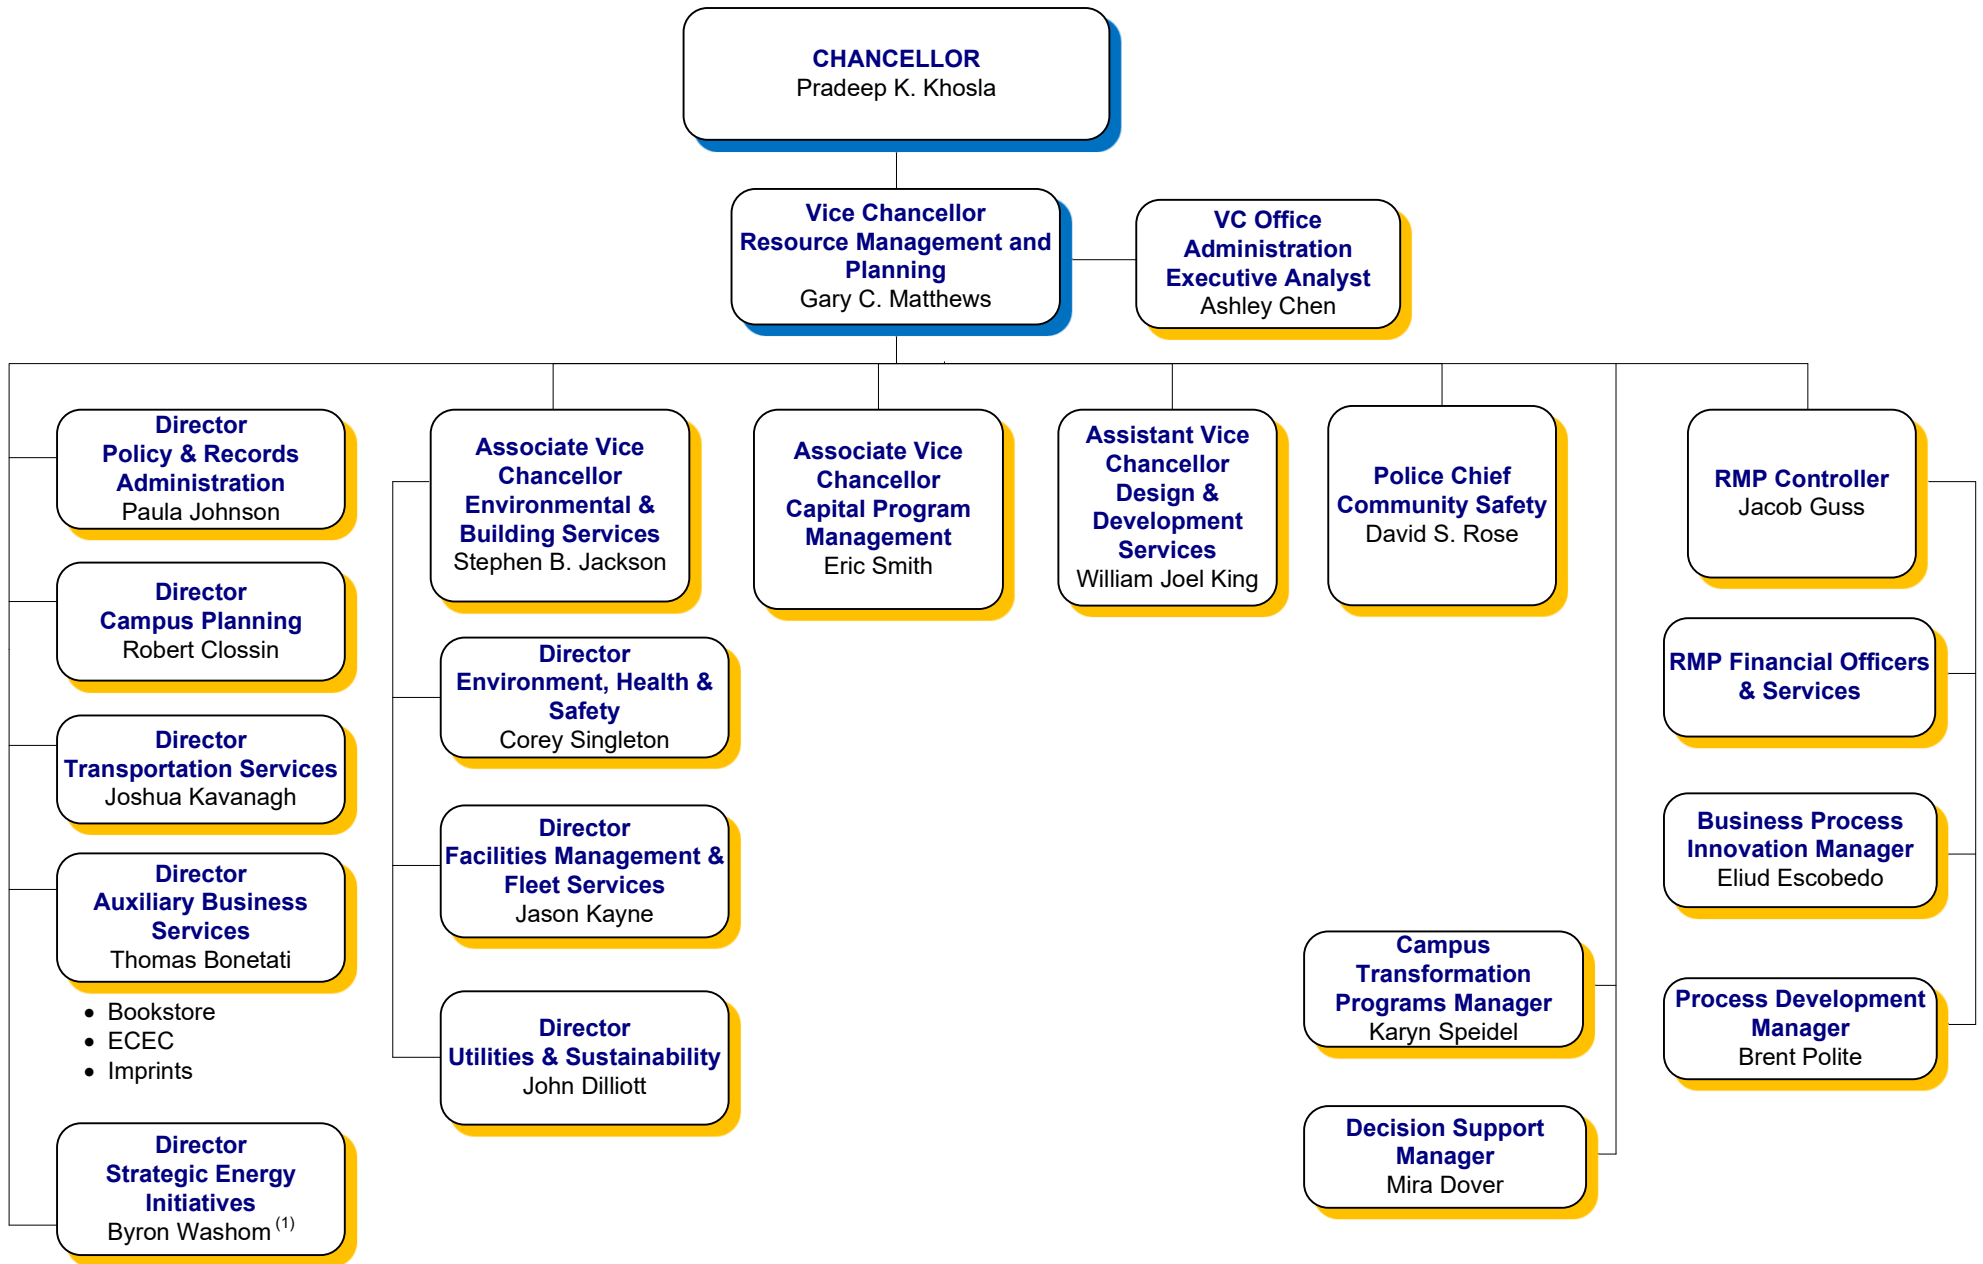 CHANCELLOR
Pradeep K. Khosla
Vice Chancellor
Resource Management and
Planning
Gary C. Matthews
VC Office
Administration
Executive Analyst
Ashley Chen
Director
Policy & Records
Administration
Paula Johnson
Director
Campus Planning
Robert Clossin
Director
Transportation Services
Joshua Kavanagh
Director
Auxiliary Business
Services
Thomas Bonetati
• Bookstore
• ECEC
• Imprints
Director
Strategic Energy
Initiatives
Byron Washom (1)
Associate Vice
Chancellor
Environmental &
Building Services
Stephen B. Jackson
Director
Environment, Health &
Safety
Corey Singleton
Director
Facilities Management &
Fleet Services
Jason Kayne
Director
Utilities & Sustainability
John Dilliott
Associate Vice
Chancellor
Capital Program
Management
Eric Smith
Assistant Vice
Chancellor
Design &
Development
Services
William Joel King
Police Chief
Community Safety
David S. Rose
Campus
Transformation
Programs Manager
Karyn Speidel
Decision Support
Manager
Mira Dover
RMP Controller
Jacob Guss
RMP Financial Officers
& Services
Business Process
Innovation Manager
Eliud Escobedo
Process Development
Manager
Brent Polite